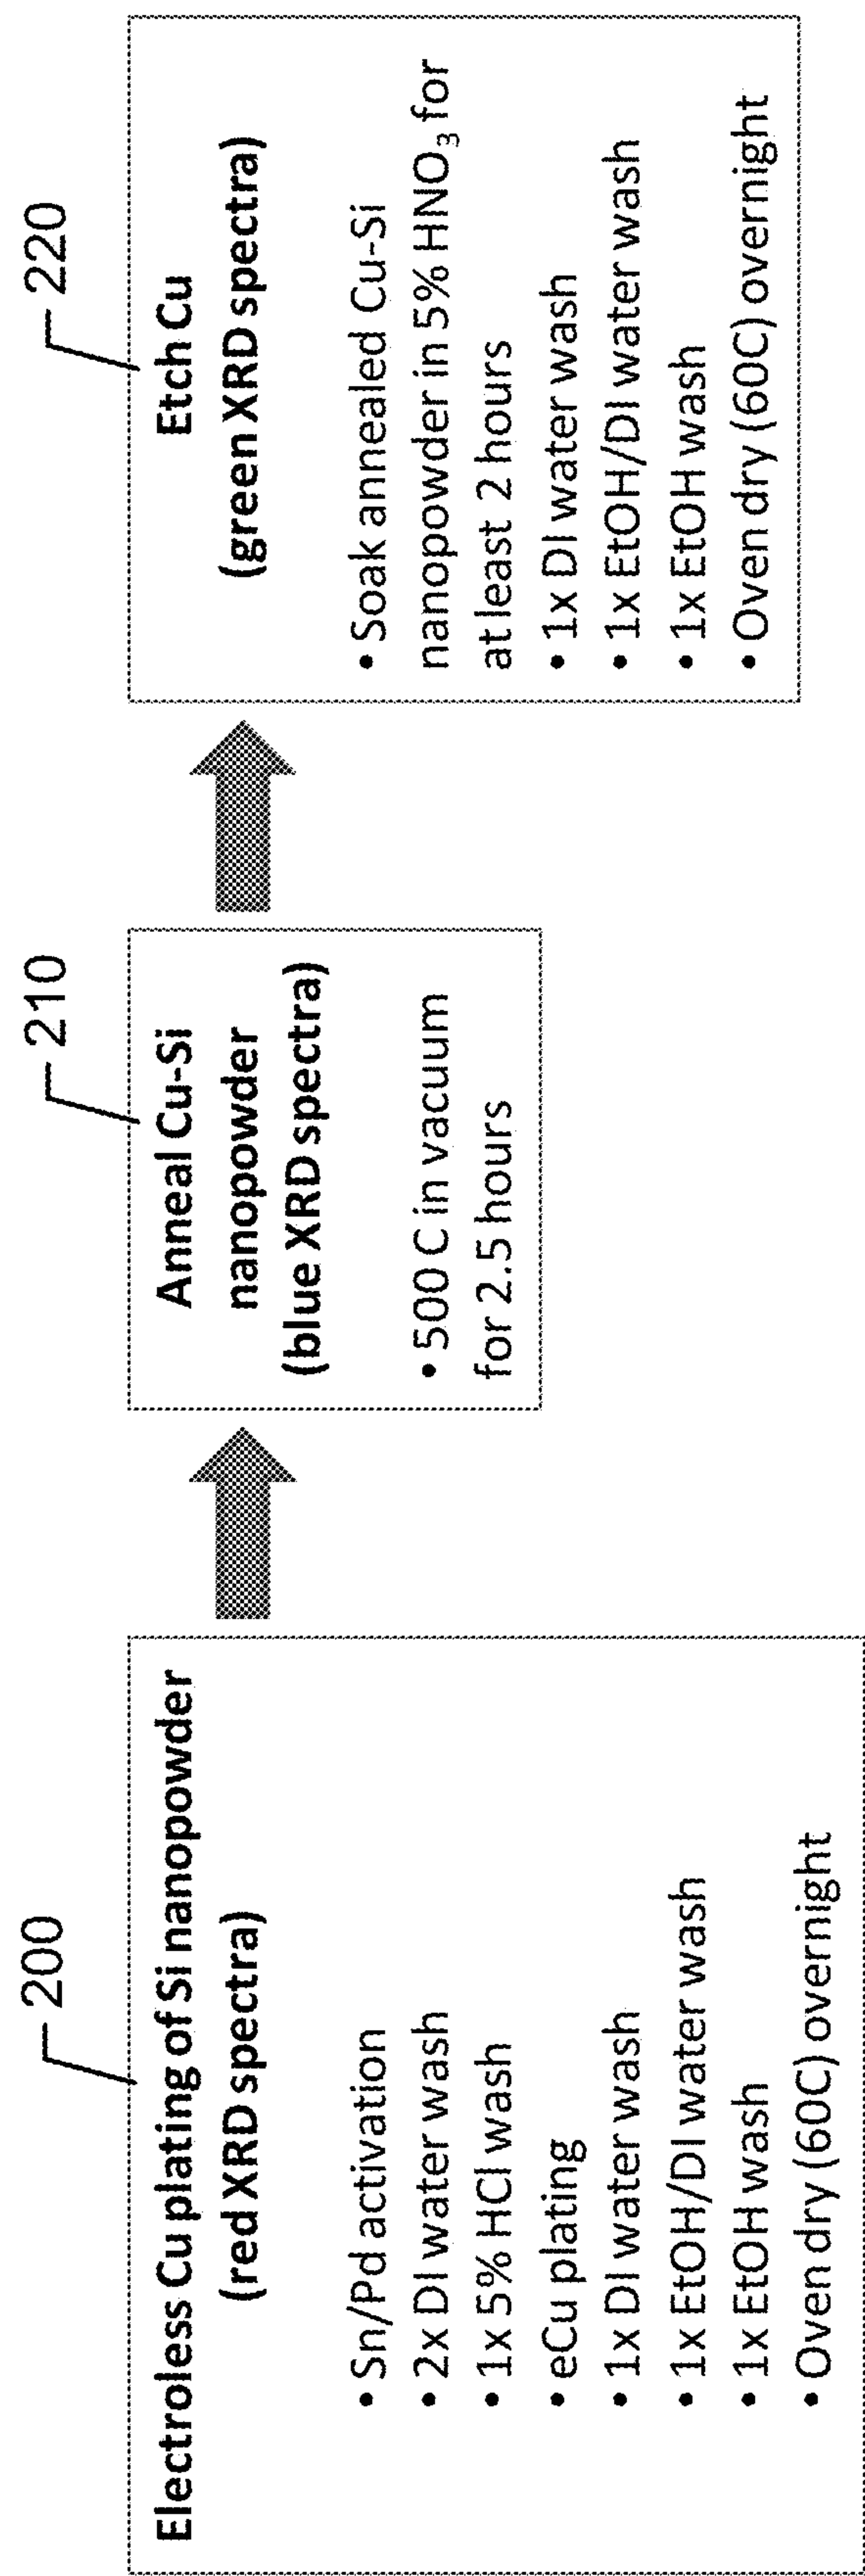 200
Electroless Cu plating of Si nanopowder
(red XRD spectra)
• Sn/Pd activation
• 2x DI water wash
• 1x 5% HCl wash
• eCu plating
• 1x DI water wash
• 1x EtOH/DI water wash
• 1x EtOH wash
• Oven dry (60C) overnight
210
Anneal Cu-Si
nanopowder
(blue XRD spectra)
• 500 C in vacuum
for 2.5 hours
220
Etch Cu
(green XRD spectra)
• Soak annealed Cu-Si
nanopowder in 5% HNO₃ for
at least 2 hours
• 1x DI water wash
• 1x EtOH/DI water wash
• 1x EtOH wash
• Oven dry (60C) overnight